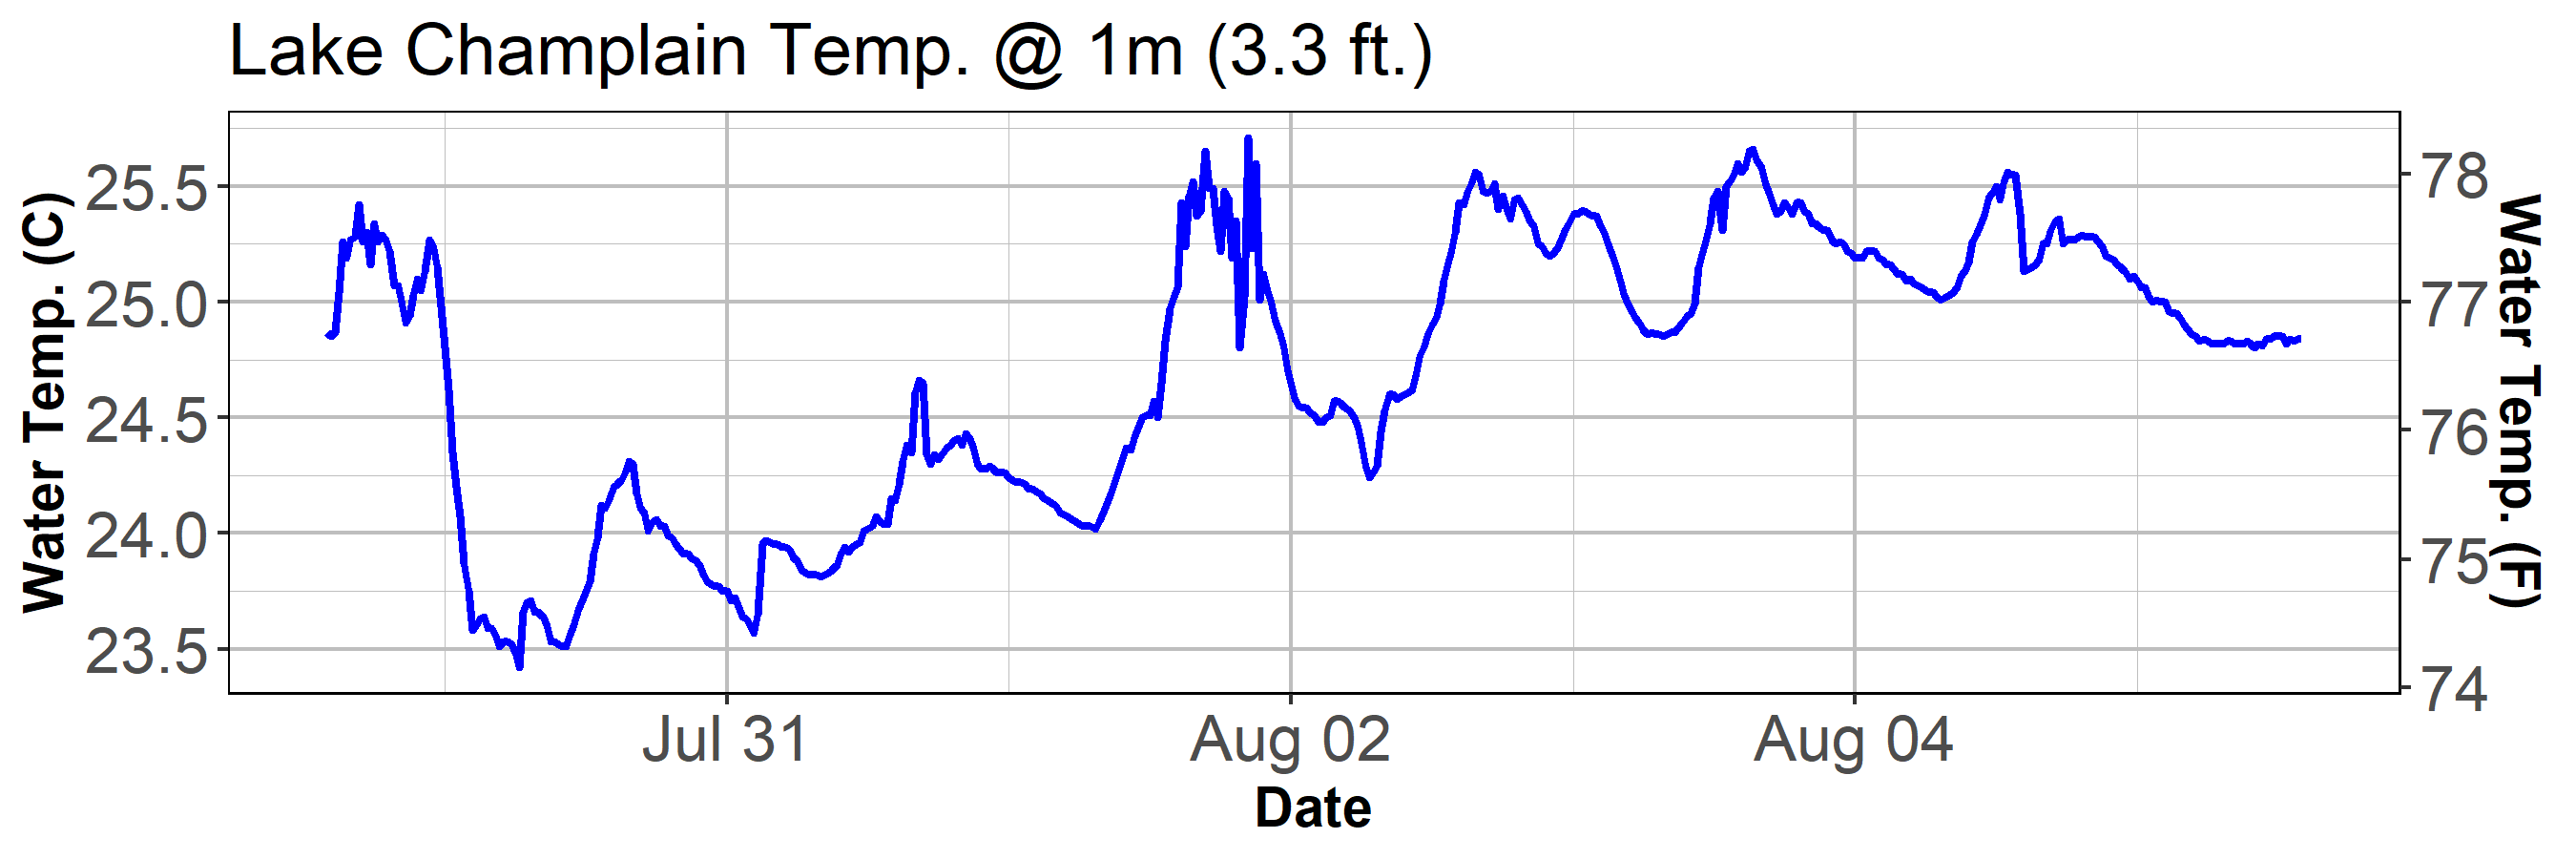 Lake Champlain Temp. @ 1m (3.3 ft.)
Water Temp. (C)
25.5
25.0
24.5
24.0
23.5
78
77
76
75
74
Water Temp. (F)
Jul 31
Aug 02
Aug 04
Date